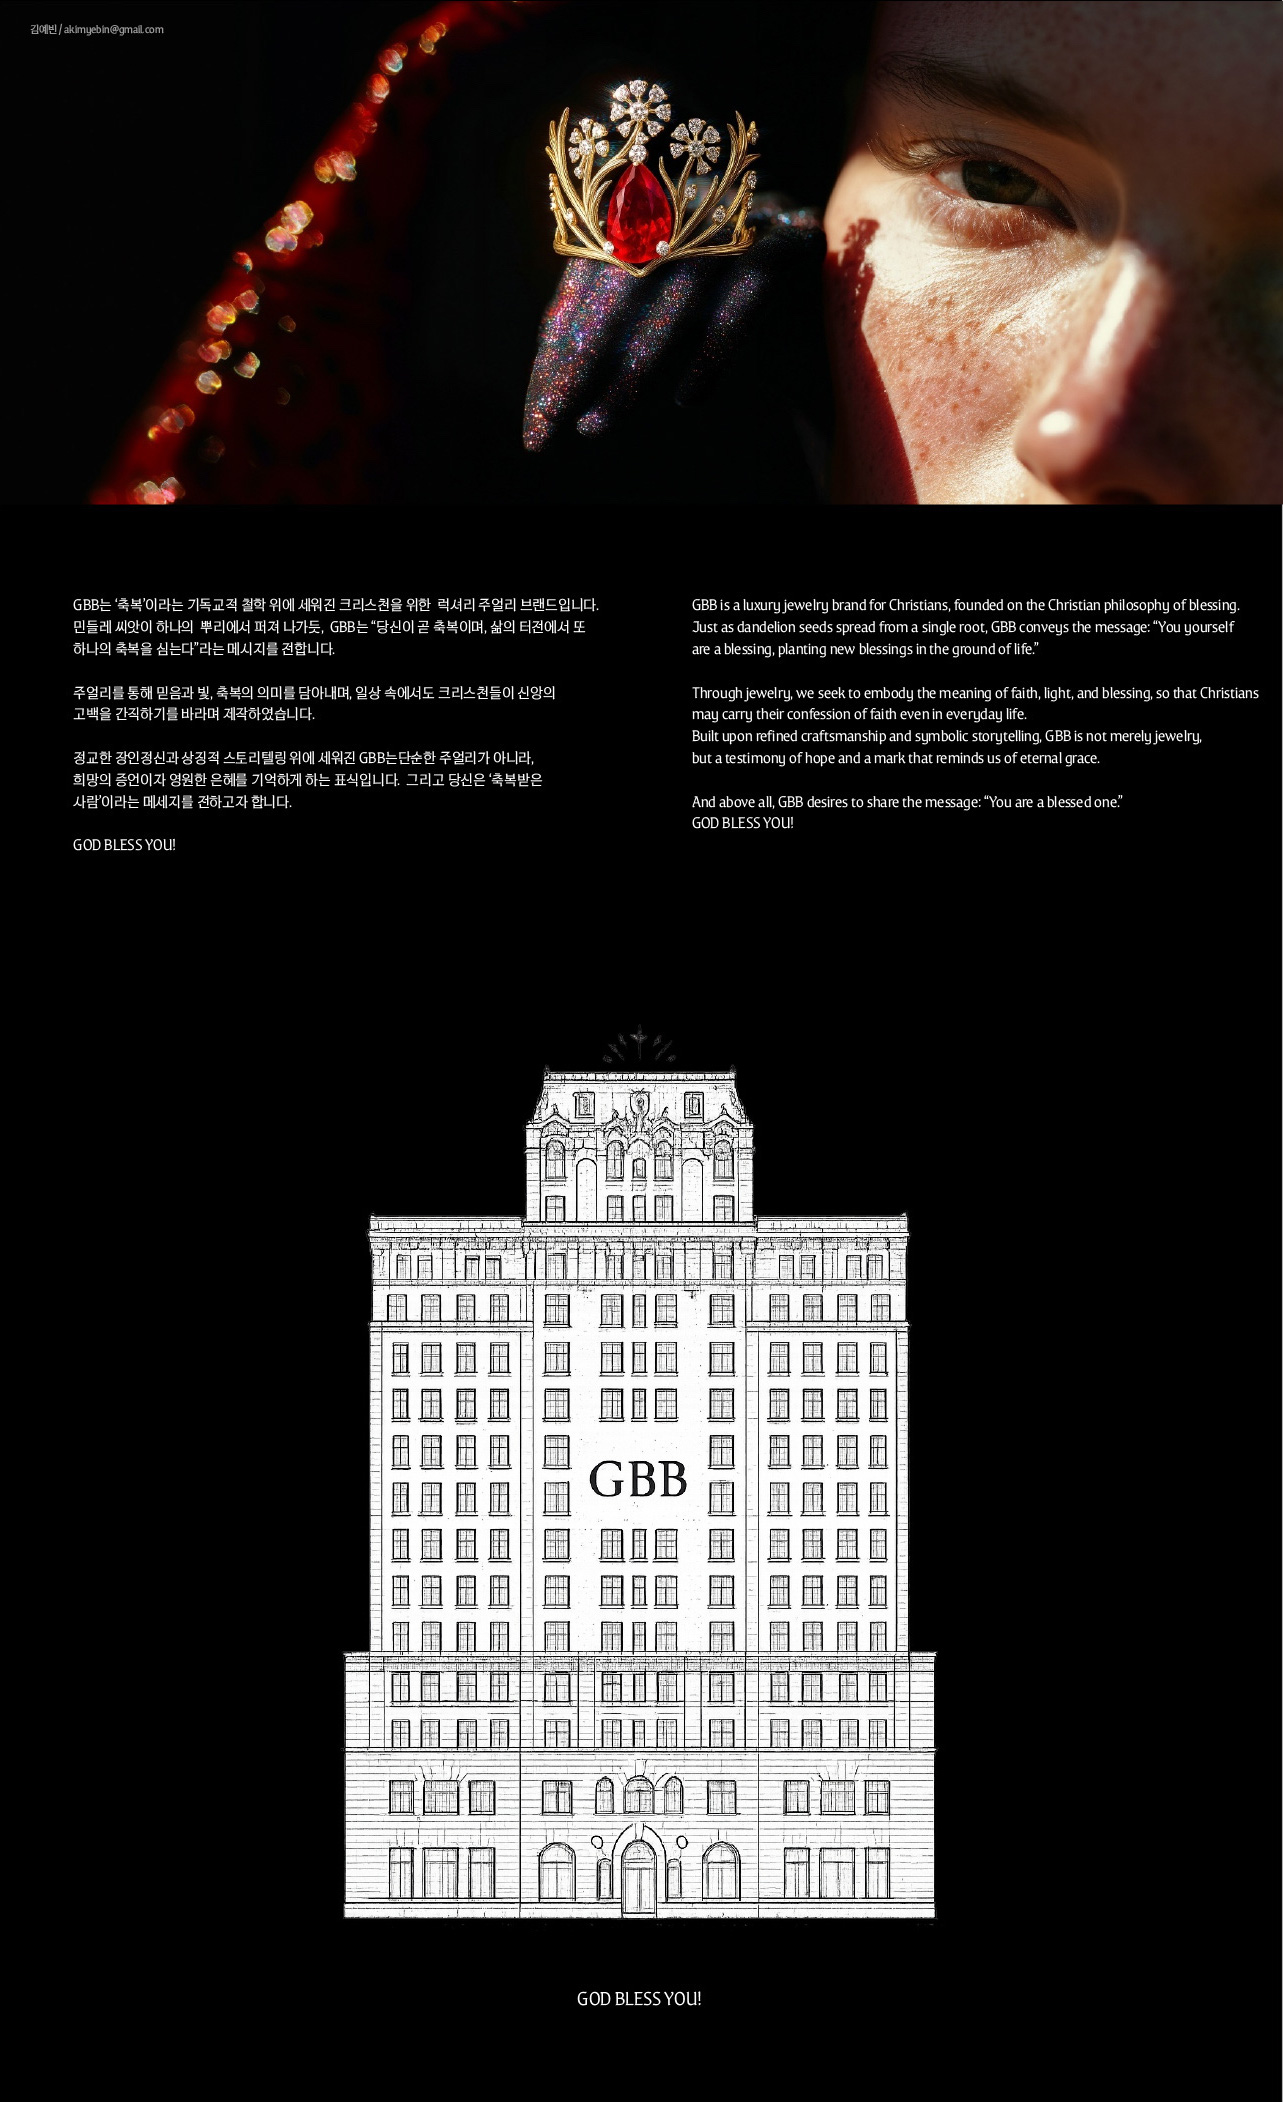 김예빈 / akimyebin@gmail.com
GBB는 ‘축복’이라는 기독교적 철학 위에 세워진 크리스천을 위한 럭셔리 주얼리 브랜드입니다.
민들레 씨앗이 하나의 뿌리에서 퍼져 나가듯, GBB는 “당신이 곧 축복이며, 삶의 터전에서 또
하나의 축복을 심는다”라는 메시지를 전합니다.
주얼리를 통해 믿음과 빛, 축복의 의미를 담아내며, 일상 속에서도 크리스천들이 신앙의
고백을 간직하기를 바라며 제작하였습니다.
정교한 장인정신과 상징적 스토리텔링 위에 세워진 GBB는단순한 주얼리가 아니라,
희망의 증언이자 영원한 은혜를 기억하게 하는 표식입니다. 그리고 당신은 ‘축복받은
사람’이라는 메세지를 전하고자 합니다.
GOD BLESS YOU!
GBB is a luxury jewelry brand for Christians, founded on the Christian philosophy of blessing.
Just as dandelion seeds spread from a single root, GBB conveys the message: “You yourself
are a blessing, planting new blessings in the ground of life.”
Through jewelry, we seek to embody the meaning of faith, light, and blessing, so that Christians
may carry their confession of faith even in everyday life.
Built upon refined craftsmanship and symbolic storytelling, GBB is not merely jewelry,
but a testimony of hope and a mark that reminds us of eternal grace.
And above all, GBB desires to share the message: “You are a blessed one.”
GOD BLESS YOU!
GBB
GOD BLESS YOU!